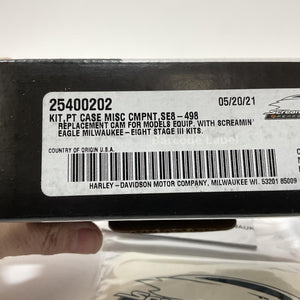 25400202 05/20/21
KIT,PT CASE MISC CMPNT,SE8-498
REPLACEMENT CAM FOR MODELS EQUIP. WITH SCREAMIN'
EAGLE MILWAUKEE-EIGHT STAGE III KITS.
COUNTRY OF ORIGIN U.S.A.
HARLEY-DAVIDSON MOTOR COMPANY, MILWAUKEE WI. 53201 85009